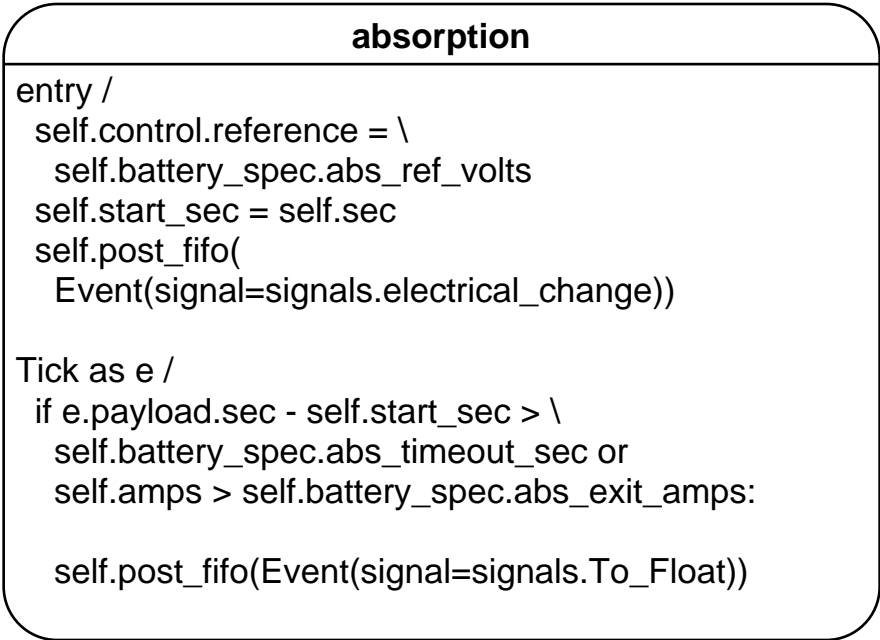 absorption
entry /
self.control.reference = \
self.battery_spec.abs_ref_volts
self.start_sec = self.sec
self.post_fifo(
Event(signal=signals.electrical_change))
Tick as e /
if e.payload.sec - self.start_sec > \
self.battery_spec.abs_timeout_sec or
self.amps > self.battery_spec.abs_exit_amps:
self.post_fifo(Event(signal=signals.To_Float))